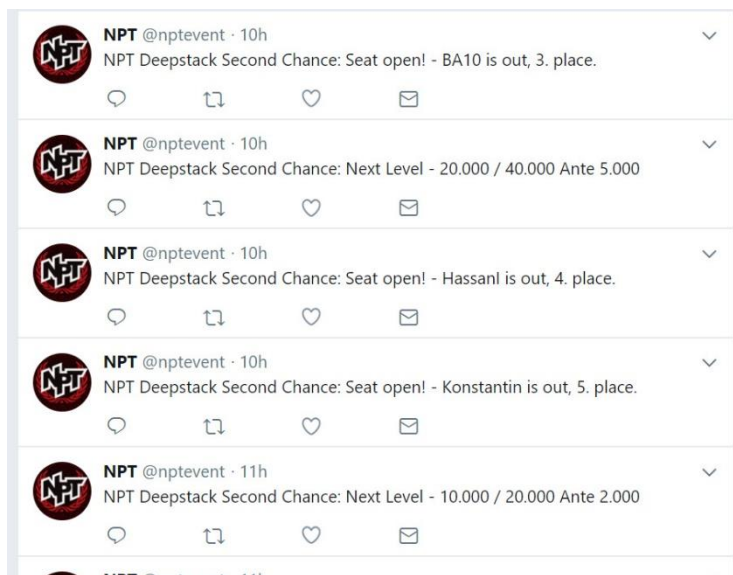 NPT @nptevent · 10h
NPT Deepstack Second Chance: Seat open! - BA10 is out, 3. place.
NPT @nptevent · 10h
NPT Deepstack Second Chance: Next Level - 20.000 / 40.000 Ante 5.000
NPT @nptevent · 10h
NPT Deepstack Second Chance: Seat open! - HassanI is out, 4. place.
NPT @nptevent · 10h
NPT Deepstack Second Chance: Seat open! - Konstantin is out, 5. place.
NPT @nptevent · 11h
NPT Deepstack Second Chance: Next Level - 10.000 / 20.000 Ante 2.000